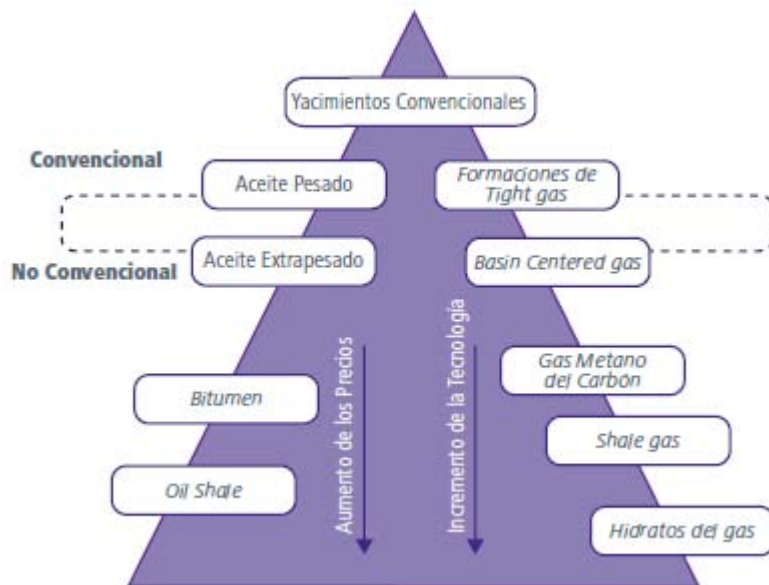 Yacimientos Convencionales
Convencional
Aceite Pesado
Formaciones de
Tight gas
No Convencional
Aceite Extrapesado
Basin Centered gas
Aumento de los Precios
Incremento de la Tecnología
Gas Metano
del Carbón
Bitumen
Shale gas
Oil Shale
Hidratos del gas